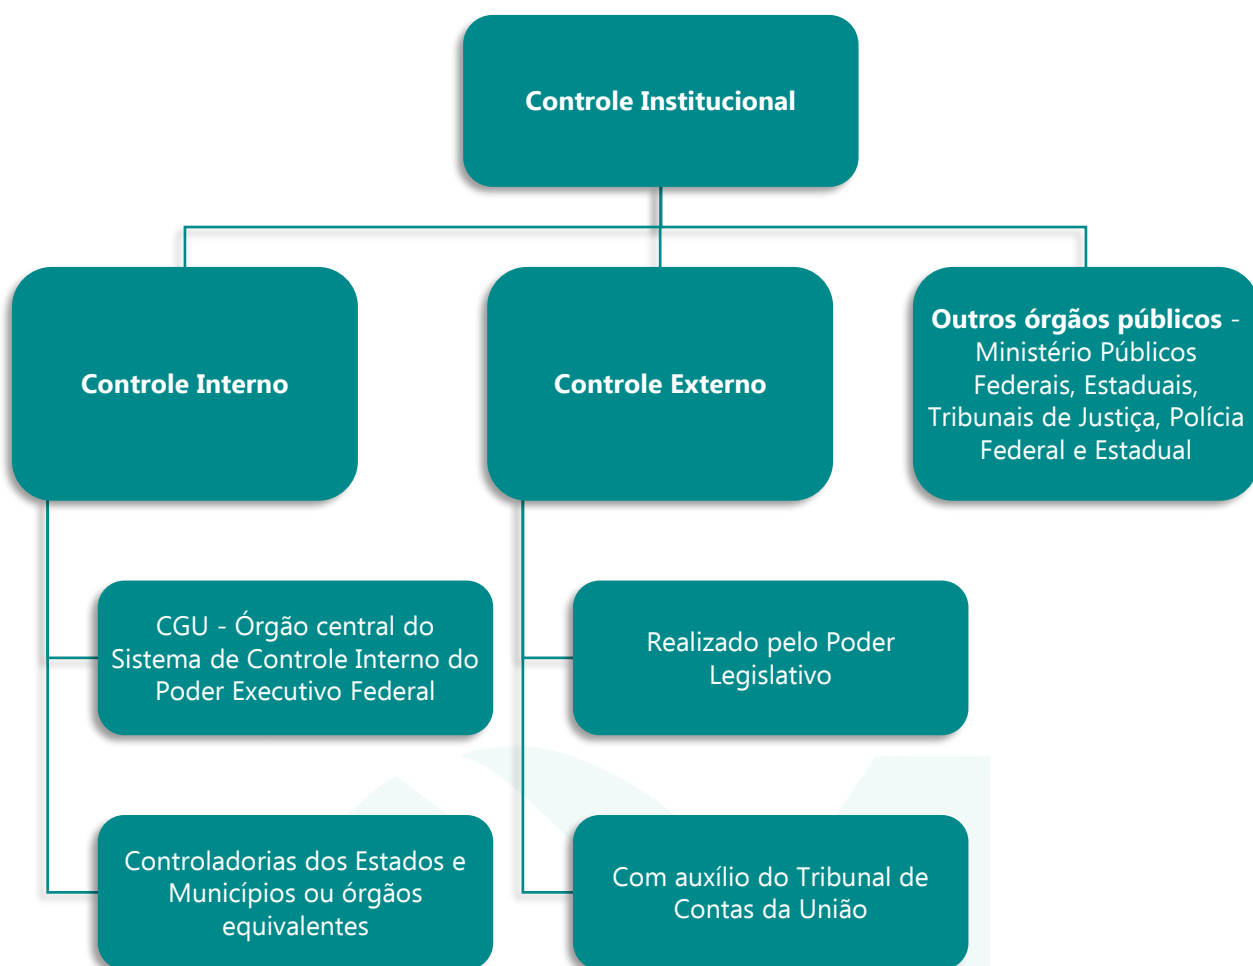 Controle Institucional
Controle Interno
Controle Externo
Outros órgãos públicos -
Ministério Públicos
Federais, Estaduais,
Tribunais de Justiça, Polícia
Federal e Estadual
CGU - Órgão central do
Sistema de Controle Interno do
Poder Executivo Federal
Realizado pelo Poder
Legislativo
Controladorias dos Estados e
Municípios ou órgãos
equivalentes
Com auxílio do Tribunal de
Contas da União